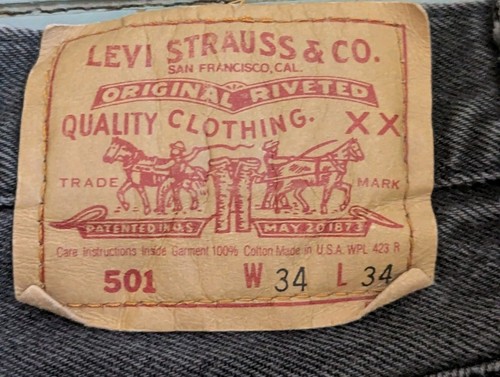 LEVI STRAUSS & CO.
SAN FRANCISCO, CAL.
ORIGINAL RIVETED
QUALITY CLOTHING. XX
TRADE MARK
PATENTED IN U.S. MAY 20 1873
Care instructions Inside Garment 100% Cotton Made in U.S.A. WPL 423 R
501 W 34 L 34